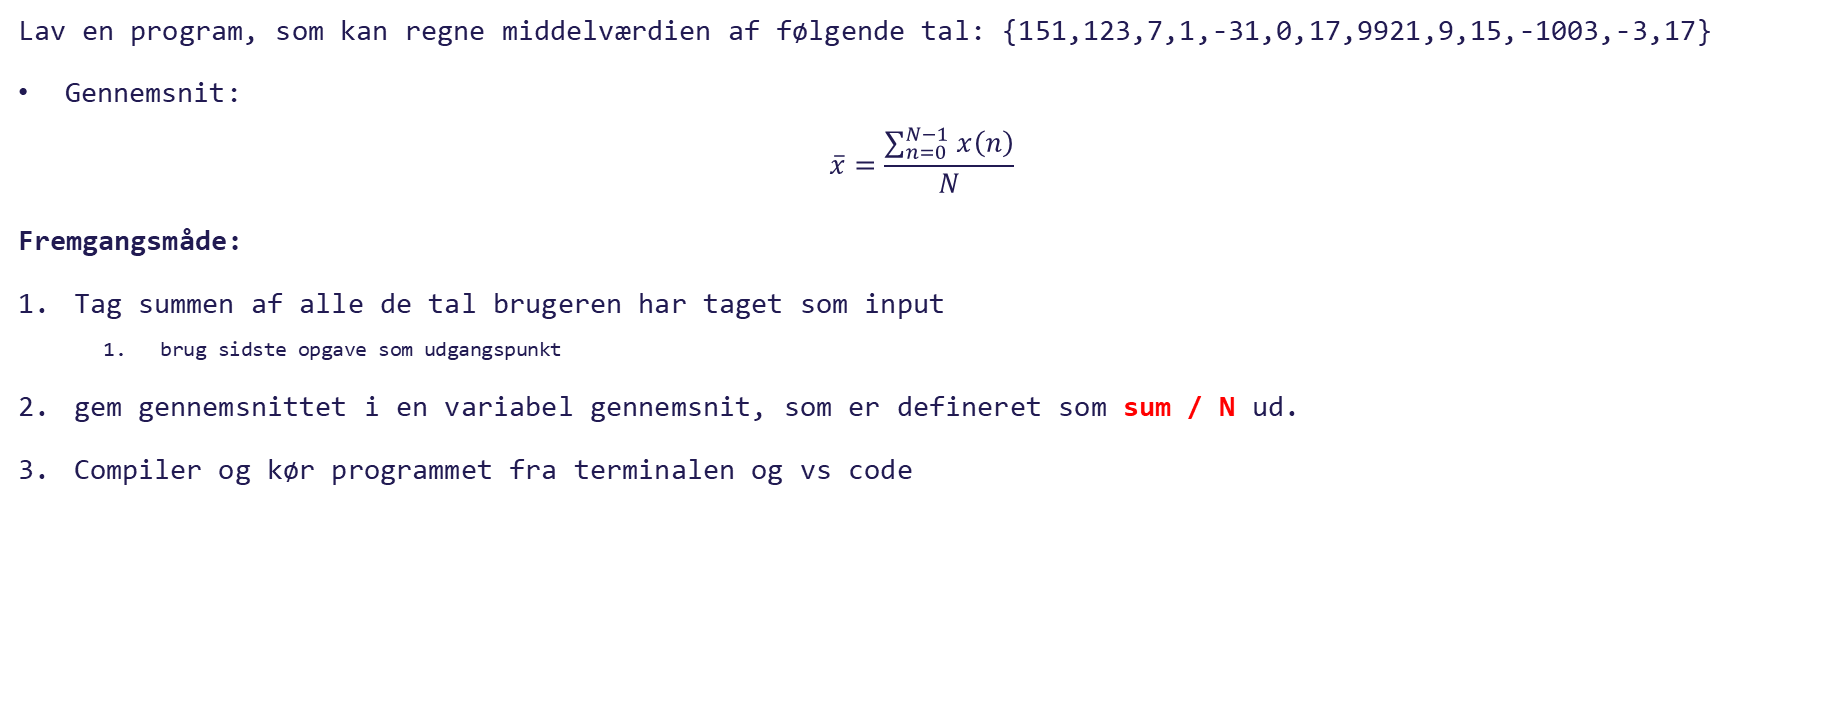 Lav en program, som kan regne middelværdien af følgende tal: {151,123,7,1,-31,0,17,9921,9,15,-1003,-3,17}
• Gennemsnit:
x̄ = \frac{\sum_{n=0}^{N-1} x(n)}{N}
Fremgangsmåde:
1. Tag summen af alle de tal brugeren har taget som input
1. brug sidste opgave som udgangspunkt
2. gem gennemsnittet i en variabel gennemsnit, som er defineret som sum / N ud.
3. Compiler og kør programmet fra terminalen og vs code